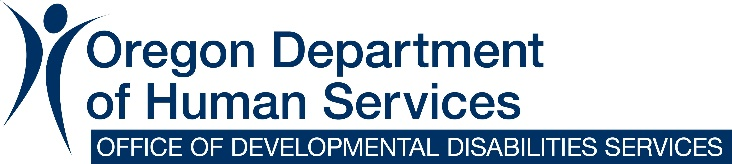 Oregon Department
of Human Services
OFFICE OF DEVELOPMENTAL DISABILITIES SERVICES